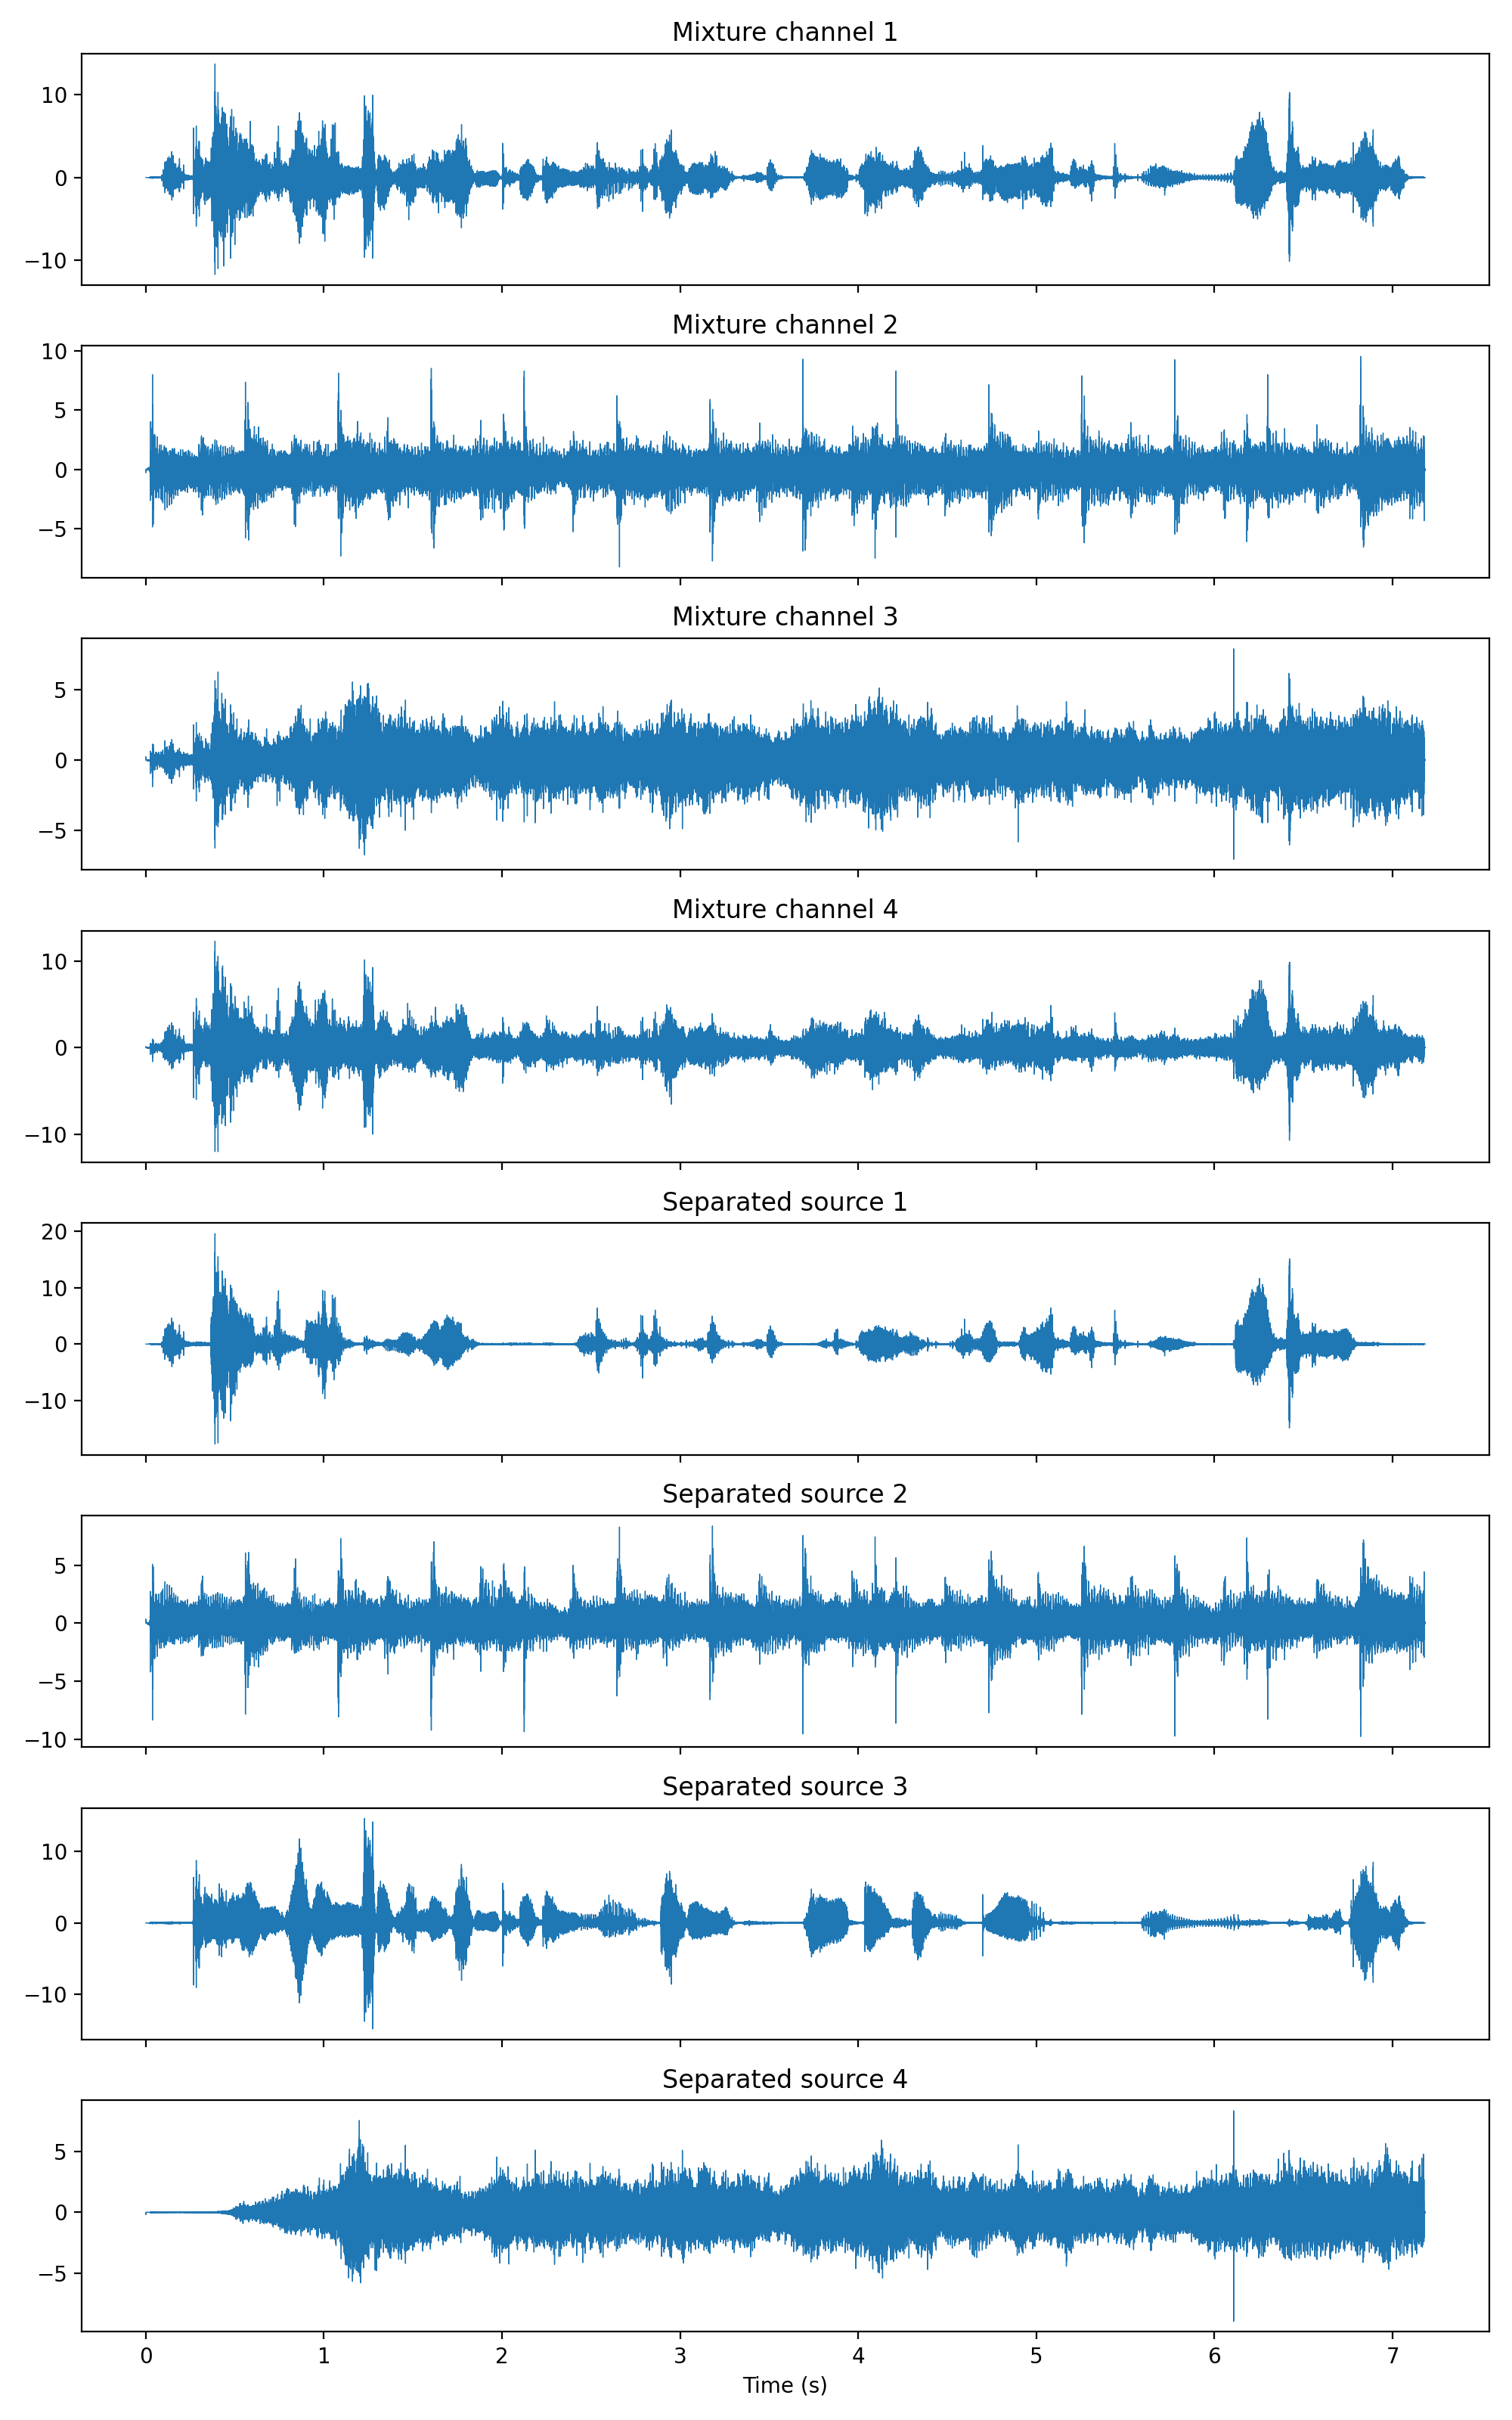 Mixture channel 1
10
0
−10
Mixture channel 2
10
5
0
−5
Mixture channel 3
5
0
−5
Mixture channel 4
10
0
−10
Separated source 1
20
10
0
−10
Separated source 2
5
0
−5
−10
Separated source 3
10
0
−10
Separated source 4
5
0
−5
0 1 2 3 4 5 6 7
Time (s)